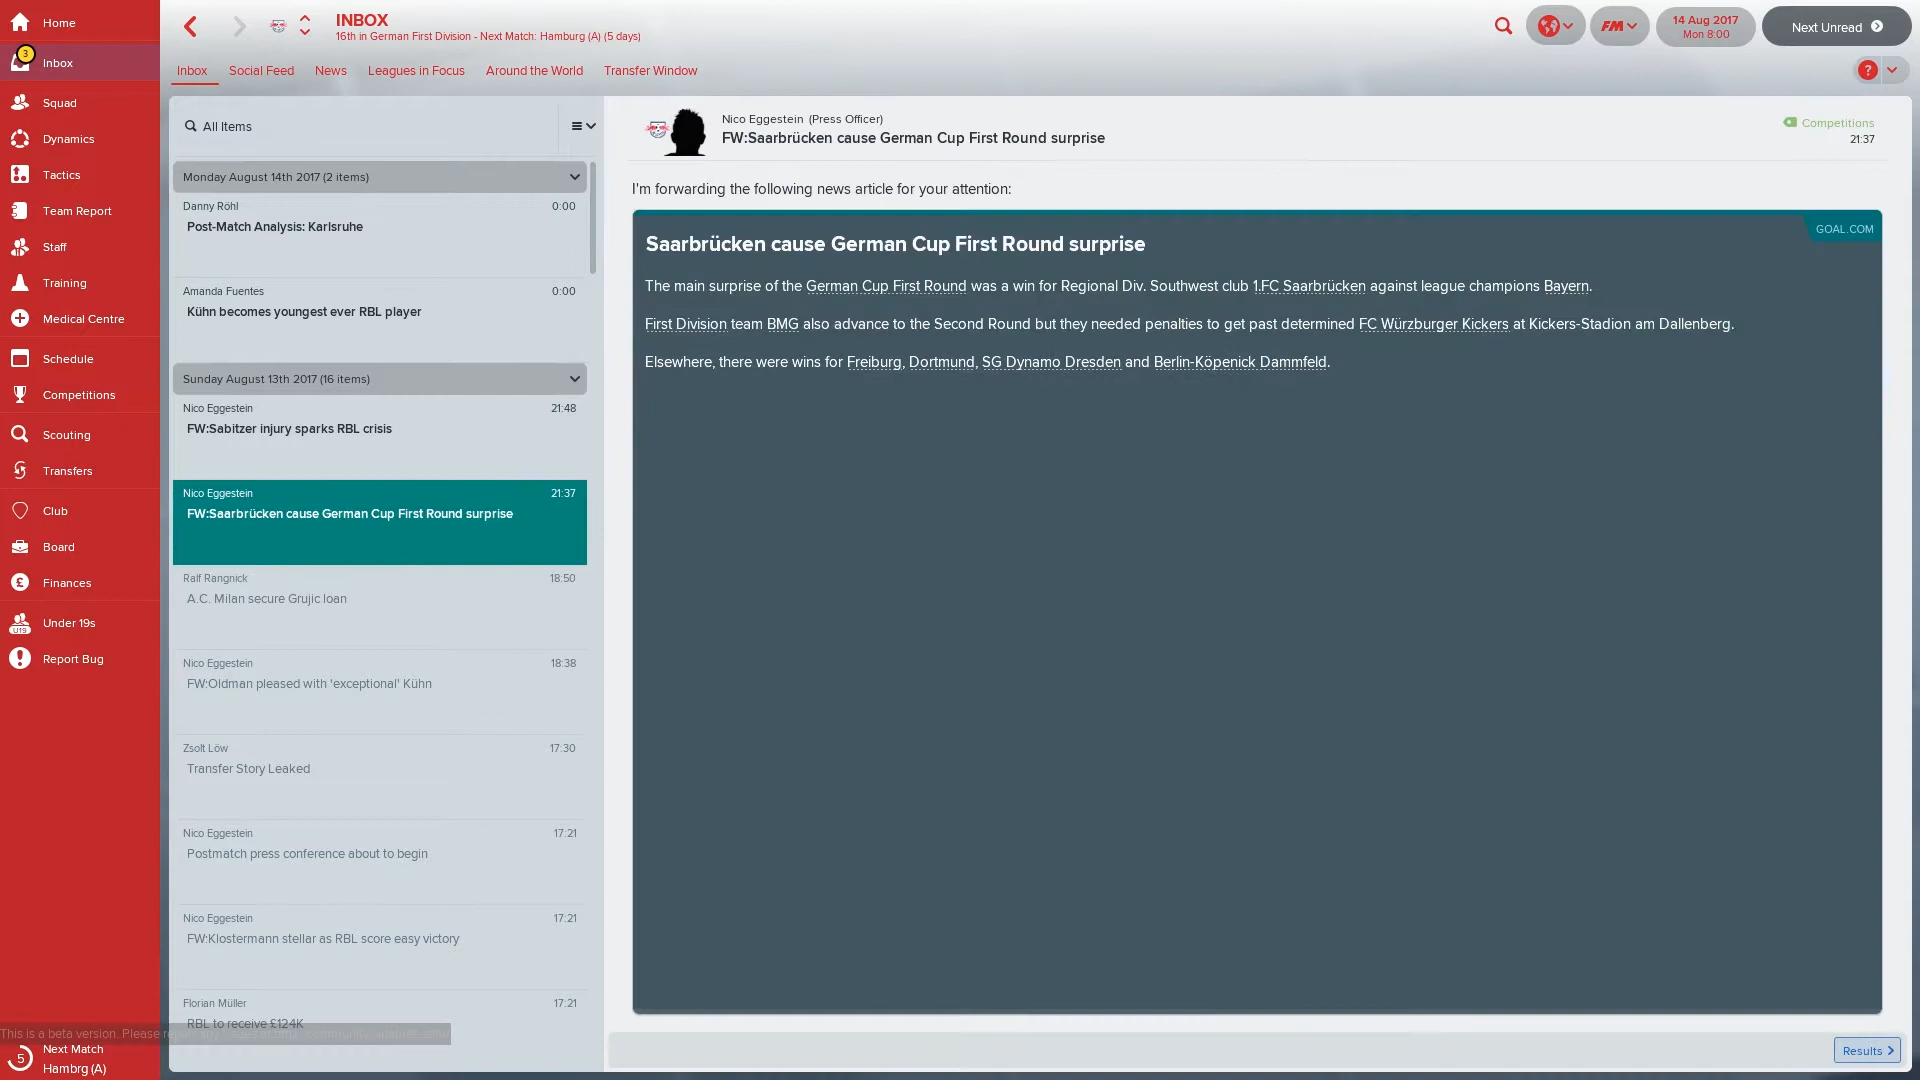 Home
3
Inbox
Squad
Dynamics
Tactics
Team Report
Staff
Training
Medical Centre
Schedule
Competitions
Scouting
Transfers
Club
Board
Finances
U19
Under 19s
Report Bug
This is a beta version. Please
5
Next Match
Hambrg (A)
INBOX
16th in German First Division - Next Match: Hamburg (A) (5 days)
FM
14 Aug 2017
Mon 8:00
Next Unread
Inbox
Social Feed
News
Leagues in Focus
Around the World
Transfer Window
?
All Items
Monday August 14th 2017 (2 items)
Danny Röhl
0:00
Post-Match Analysis: Karlsruhe
Amanda Fuentes
0:00
Kühn becomes youngest ever RBL player
Sunday August 13th 2017 (16 items)
Nico Eggestein
21:48
FW:Sabitzer injury sparks RBL crisis
Nico Eggestein
21:37
FW:Saarbrücken cause German Cup First Round surprise
Ralf Rangnick
18:50
A.C. Milan secure Grujic loan
Nico Eggestein
18:38
FW:Oldman pleased with 'exceptional' Kühn
Zsolt Löw
17:30
Transfer Story Leaked
Nico Eggestein
17:21
Postmatch press conference about to begin
Nico Eggestein
17:21
FW:Klostermann stellar as RBL score easy victory
Florian Müller
17:21
RBL to receive £124K
Nico Eggestein (Press Officer)
FW:Saarbrücken cause German Cup First Round surprise
Competitions
21:37
I'm forwarding the following news article for your attention:
GOAL.COM
Saarbrücken cause German Cup First Round surprise
The main surprise of the German Cup First Round was a win for Regional Div. Southwest club 1.FC Saarbrücken against league champions Bayern.
First Division team BMG also advance to the Second Round but they needed penalties to get past determined FC Würzburger Kickers at Kickers-Stadion am Dallenberg.
Elsewhere, there were wins for Freiburg, Dortmund, SG Dynamo Dresden and Berlin-Köpenick Dammfeld.
Results